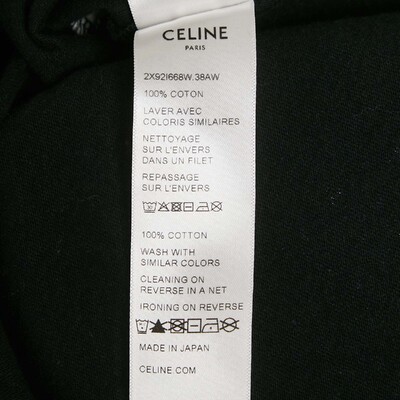 CELINE
PARIS
2X92I668W.38AW
100% COTON
LAVER AVEC
COLORIS SIMILAIRES
NETTOYAGE
SUR L'ENVERS
DANS UN FILET
REPASSAGE
SUR L'ENVERS
100% COTTON
WASH WITH
SIMILAR COLORS
CLEANING ON
REVERSE IN A NET
IRONING ON REVERSE
MADE IN JAPAN
CELINE.COM